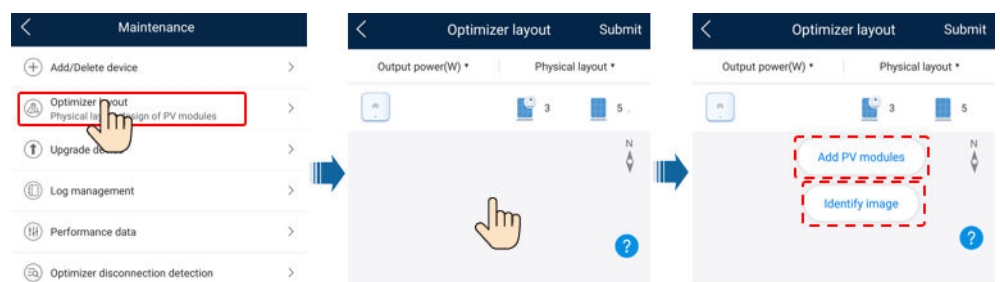 Maintenance
Add/Delete device
Optimizer layout
Physical layout design of PV modules
Upgrade device
Log management
Performance data
Optimizer disconnection detection
Optimizer layout Submit
Output power(W) Physical layout
3 5
N
?
Optimizer layout Submit
Output power(W) Physical layout
3 5
N
Add PV modules
Identify image
?